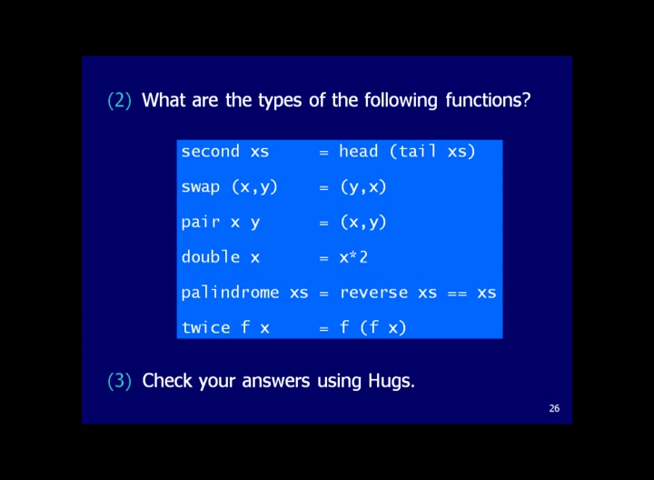 (2) What are the types of the following functions?
second xs = head (tail xs)
swap (x,y) = (y,x)
pair x y = (x,y)
double x = x*2
palindrome xs = reverse xs == xs
twice f x = f (f x)
(3) Check your answers using Hugs.
26